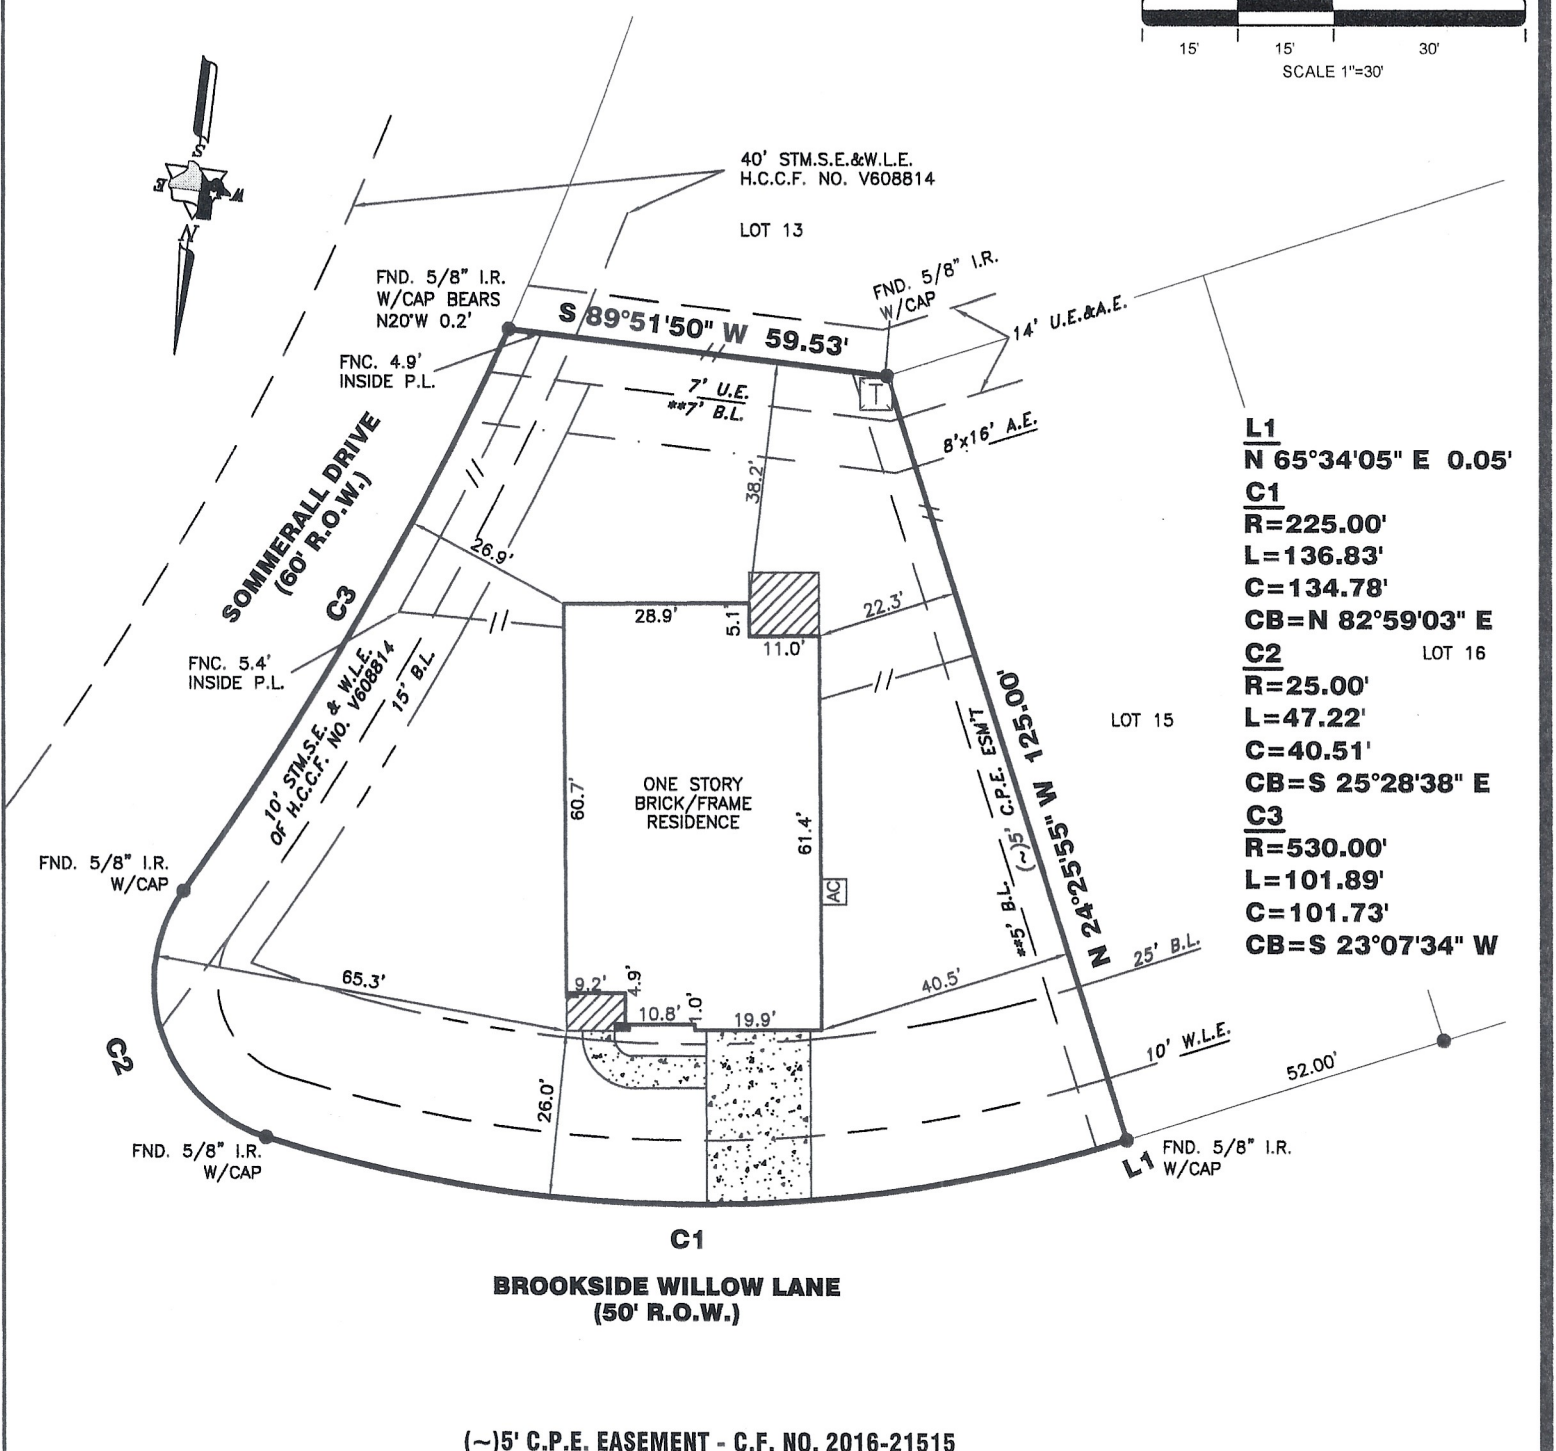 15' 15' 30'
SCALE 1"=30'
S
E W
N
40' STM.S.E.&W.L.E.
H.C.C.F. NO. V608814
LOT 13
FND. 5/8" I.R.
W/CAP BEARS
N20°W 0.2'
FND. 5/8" I.R.
W/CAP
S 89°51'50" W 59.53'
14' U.E.&A.E.
FNC. 4.9'
INSIDE P.L.
7' U.E.
**7' B.L.
T
8'x16' A.E.
SOMMERALL DRIVE
(60' R.O.W.)
C3
38.2'
26.9'
28.9'
5.1'
11.0'
22.3'
FNC. 5.4'
INSIDE P.L.
10' STM.S.E. & W.L.E.
OF H.C.C.F. NO. V608814
15' B.L.
LOT 15
LOT 16
L1
N 65°34'05" E 0.05'
C1
R=225.00'
L=136.83'
C=134.78'
CB=N 82°59'03" E
C2
R=25.00'
L=47.22'
C=40.51'
CB=S 25°28'38" E
C3
R=530.00'
L=101.89'
C=101.73'
CB=S 23°07'34" W
60.7'
ONE STORY
BRICK/FRAME
RESIDENCE
61.4'
AC
**5' B.L. (~)5' C.P.E. ESM'T
N 24°25'55" W 125.00'
FND. 5/8" I.R.
W/CAP
65.3'
9.2'
4.9'
10.8'
1.0'
19.9'
40.5'
25' B.L.
C2
26.0'
10' W.L.E.
52.00'
FND. 5/8" I.R.
W/CAP
L1
FND. 5/8" I.R.
W/CAP
C1
BROOKSIDE WILLOW LANE
(50' R.O.W.)
(~)5' C.P.E. EASEMENT - C.F. NO. 2016-21515